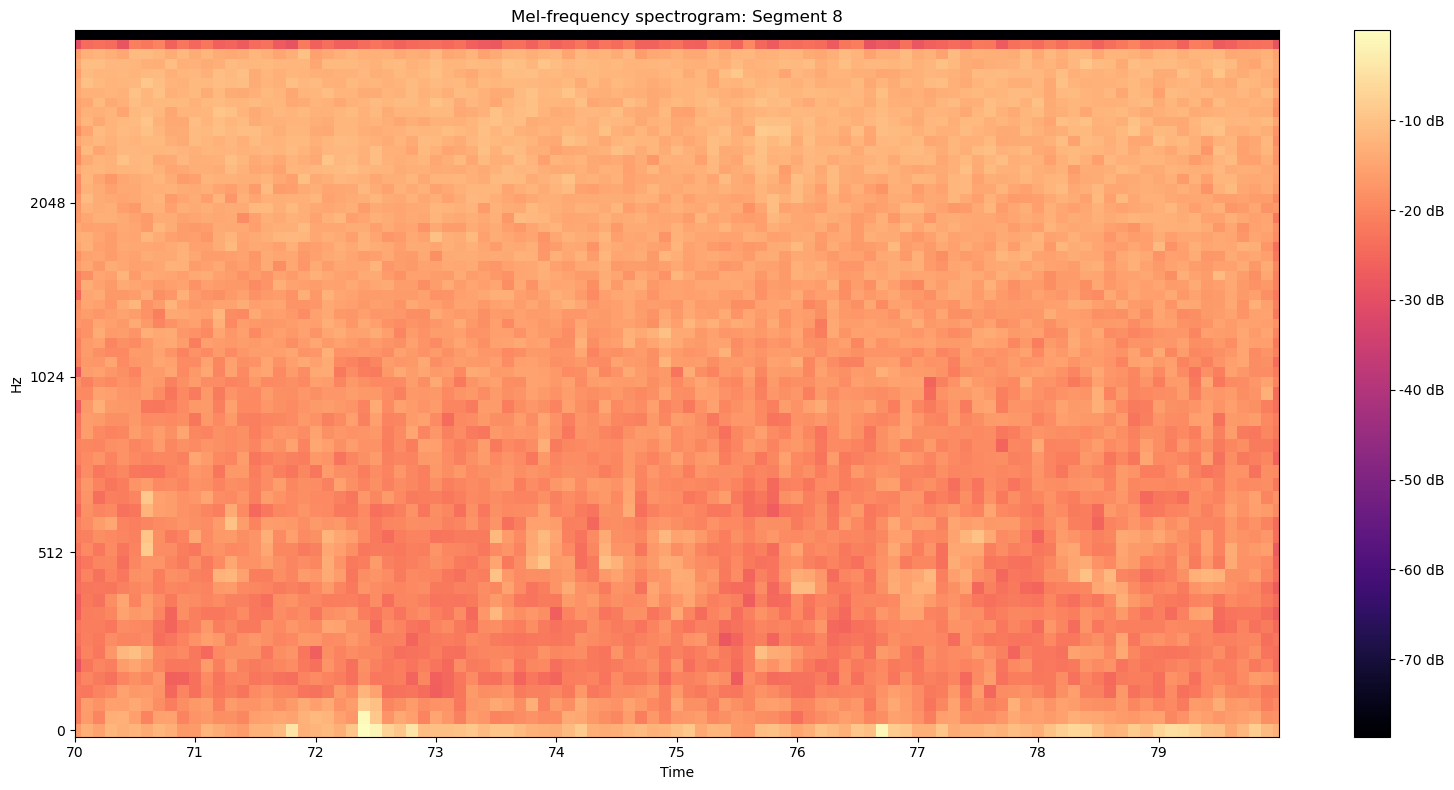 Mel-frequency spectrogram: Segment 8
Hz
2048
1024
512
0
70 71 72 73 74 75 76 77 78 79
Time
-10 dB
-20 dB
-30 dB
-40 dB
-50 dB
-60 dB
-70 dB